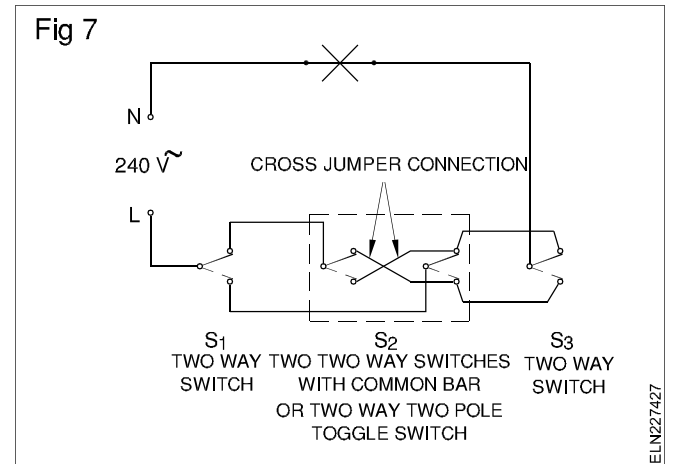 Fig 7
N
240 V~
CROSS JUMPER CONNECTION
L
S1
TWO WAY
SWITCH
S2
TWO TWO WAY SWITCHES
WITH COMMON BAR
OR TWO WAY TWO POLE
TOGGLE SWITCH
S3
TWO WAY
SWITCH
ELN227427